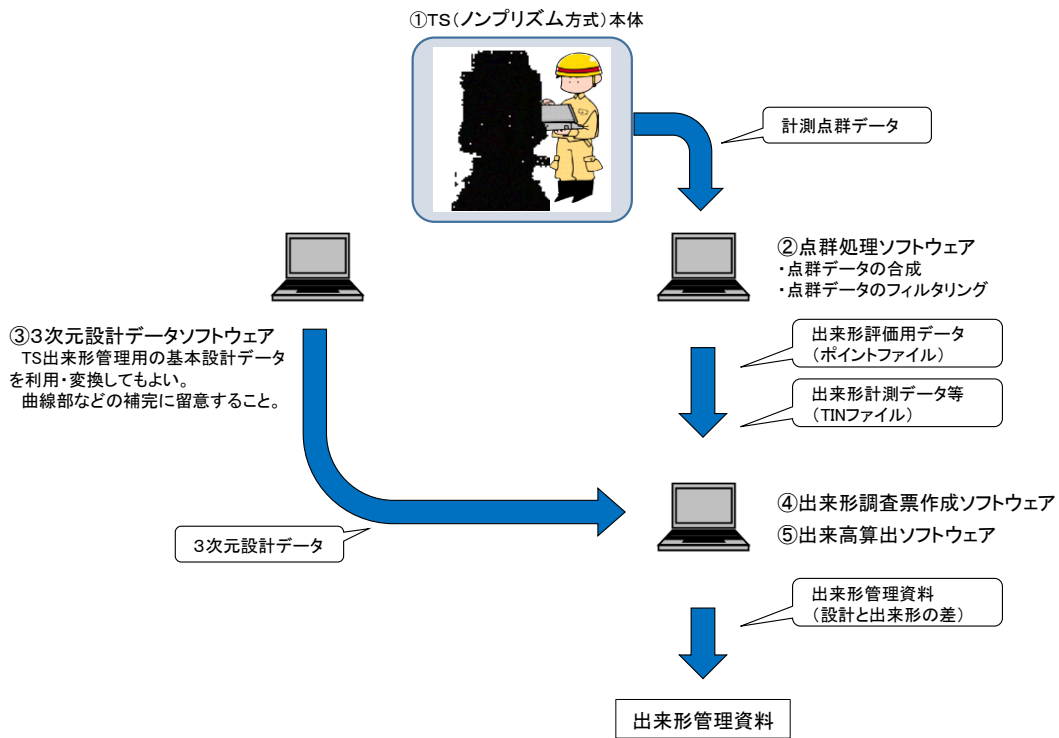 ①TS(ノンプリズム方式)本体
計測点群データ
②点群処理ソフトウェア
・点群データの合成
・点群データのフィルタリング
③3次元設計データソフトウェア
TS出来形管理用の基本設計データ
を利用・変換してもよい。
曲線部などの補完に留意すること。
出来形評価用データ
(ポイントファイル)
出来形計測データ等
(TINファイル)
④出来形調査票作成ソフトウェア
⑤出来高算出ソフトウェア
3次元設計データ
出来形管理資料
(設計と出来形の差)
出来形管理資料